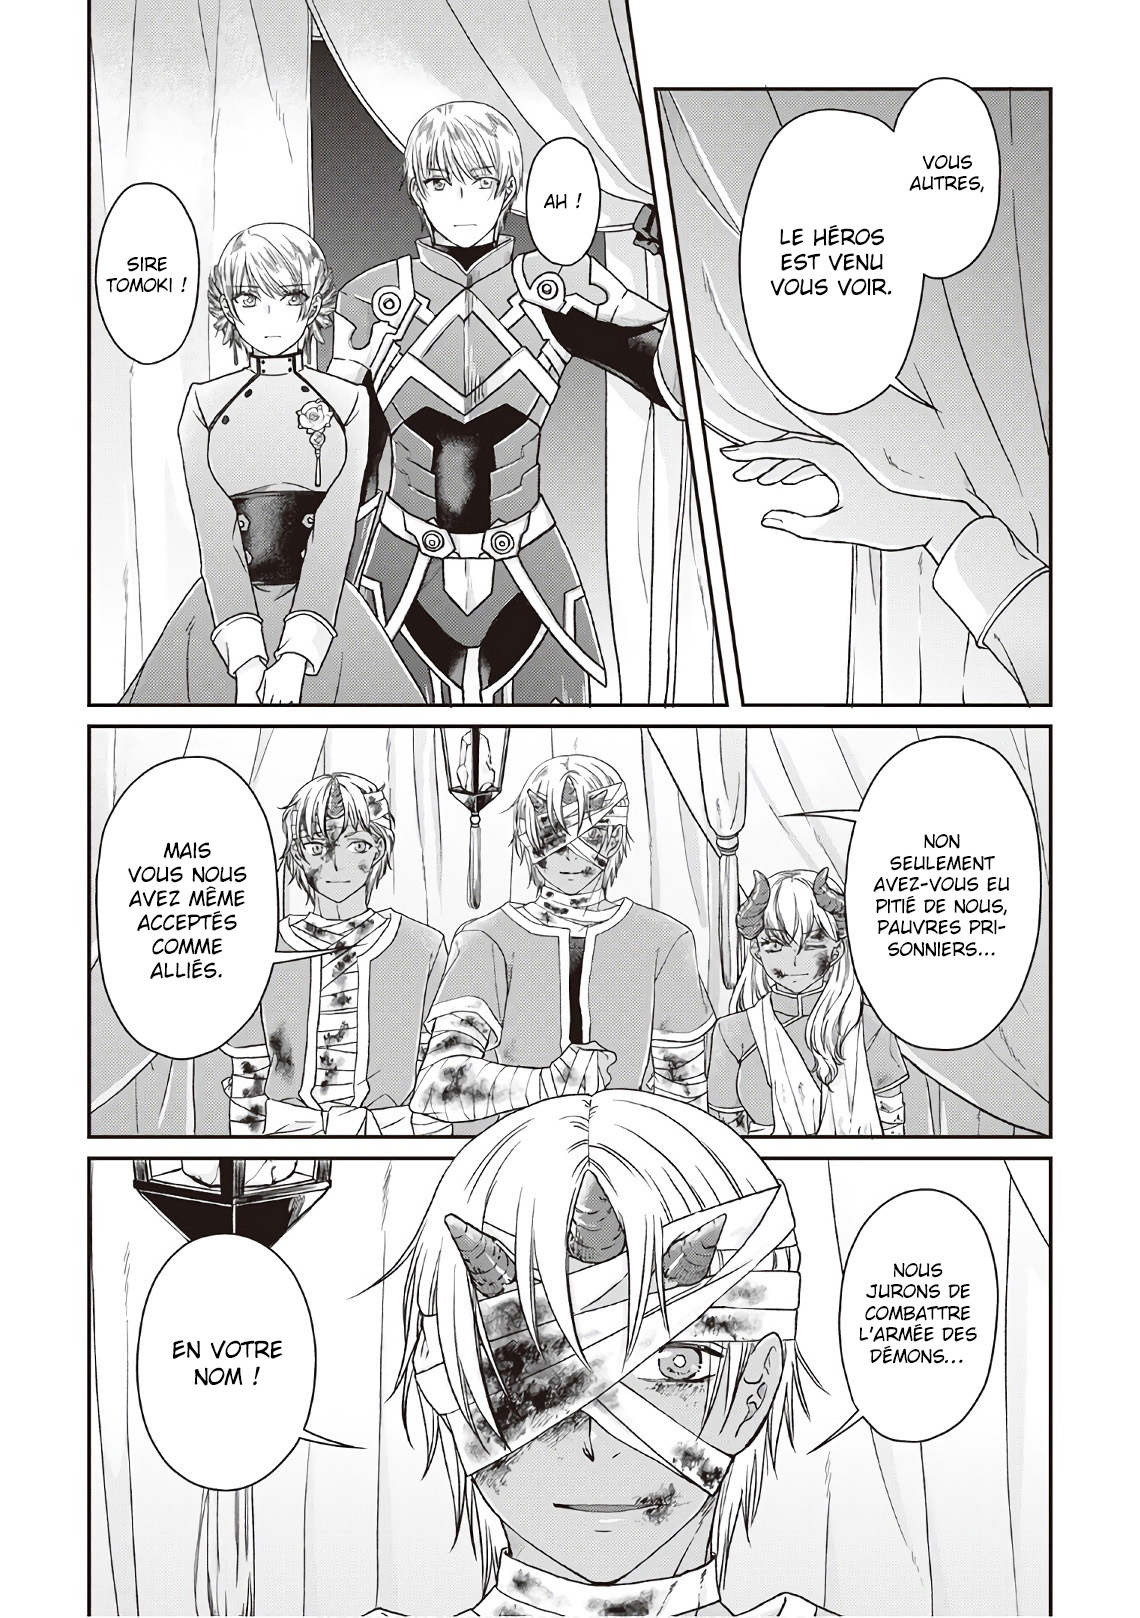 VOUS
AUTRES,
LE HÉROS
EST VENU
VOUS VOIR.
AH !
SIRE
TOMOKI !
NON
SEULEMENT
AVEZ-VOUS EU
PITIÉ DE NOUS,
PAUVRES PRI-
SONNIERS...
MAIS
VOUS NOUS
AVEZ MÊME
ACCEPTÉS
COMME
ALLIÉS.
NOUS
JURONS DE
COMBATTRE
L'ARMÉE DES
DÉMONS...
EN VOTRE
NOM !